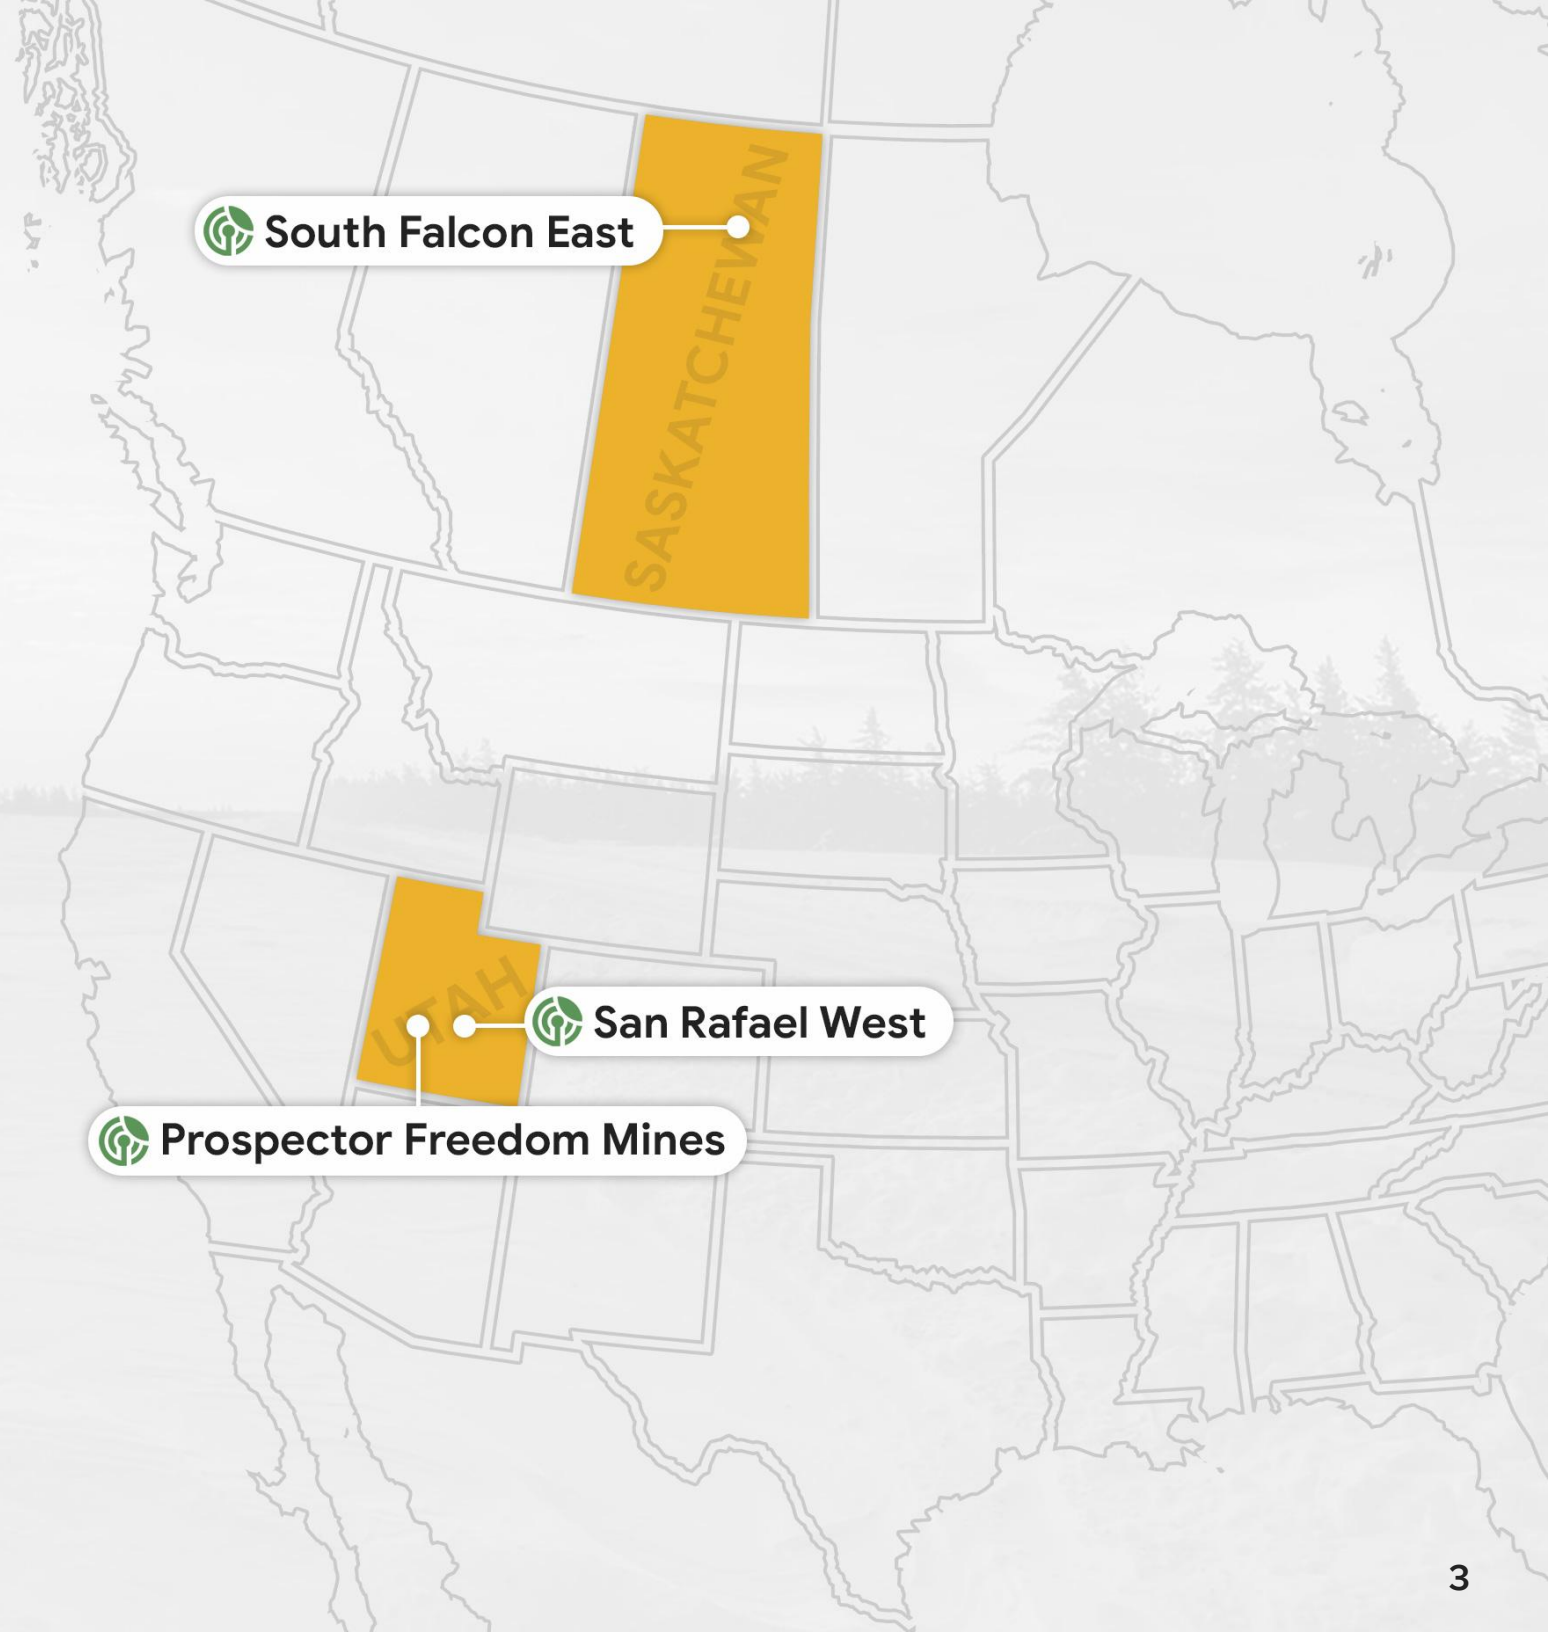 South Falcon East
SASKATCHEWAN
UTAH
San Rafael West
Prospector Freedom Mines
3